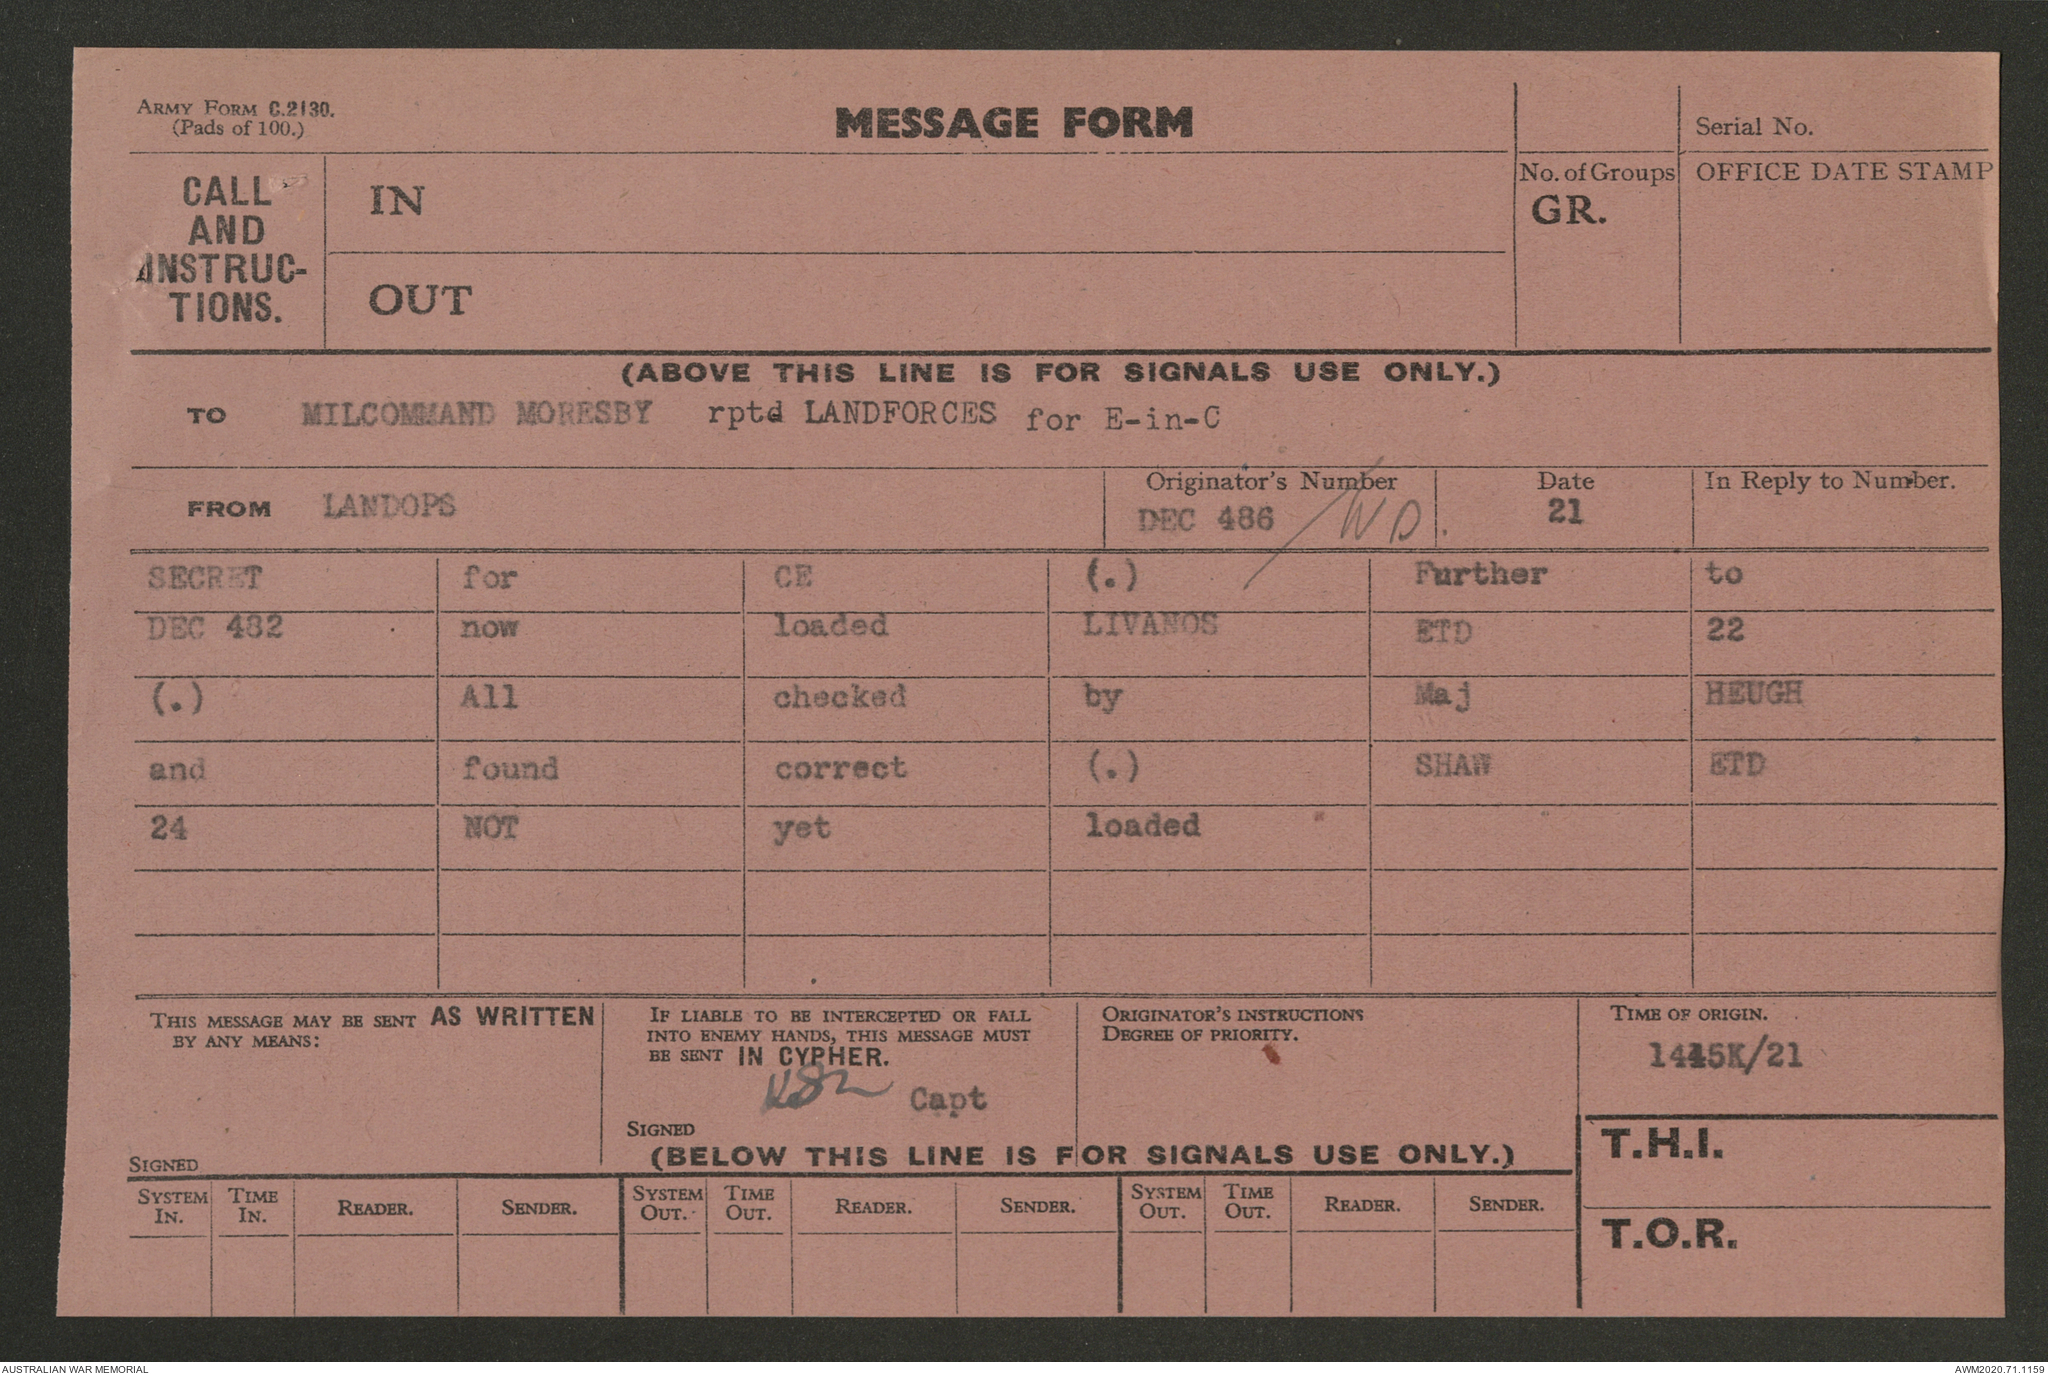 ARMY FORM C.2130.
(Pads of 100.)
MESSAGE FORM
Serial No.
CALL AND INSTRUC-TIONS.
IN
No. of Groups
GR.
OFFICE DATE STAMP
OUT
(ABOVE THIS LINE IS FOR SIGNALS USE ONLY.)
TO MILCOMMAND MORESBY rptd LANDFORCES for E-in-C
FROM LANDOPS
Originator's Number
DEC 486 WD.
Date
21
In Reply to Number.
SECRET for CE (.) Further to
DEC 482 now loaded LIVANOS ETD 22
(.) All checked by Maj HEUGH
and found correct (.) SHAW ETD
24 NOT yet loaded
THIS MESSAGE MAY BE SENT AS WRITTEN
BY ANY MEANS:
SIGNED
IF LIABLE TO BE INTERCEPTED OR FALL
INTO ENEMY HANDS, THIS MESSAGE MUST
BE SENT IN CYPHER.
Capt
SIGNED
ORIGINATOR'S INSTRUCTIONS
DEGREE OF PRIORITY.
TIME OF ORIGIN.
1445K/21
(BELOW THIS LINE IS FOR SIGNALS USE ONLY.)
T.H.I.
T.O.R.
SYSTEM IN. TIME IN. READER. SENDER. SYSTEM OUT. TIME OUT. READER. SENDER. SYSTEM OUT. TIME OUT. READER. SENDER.
AUSTRALIAN WAR MEMORIAL
AWM2020.71.1159